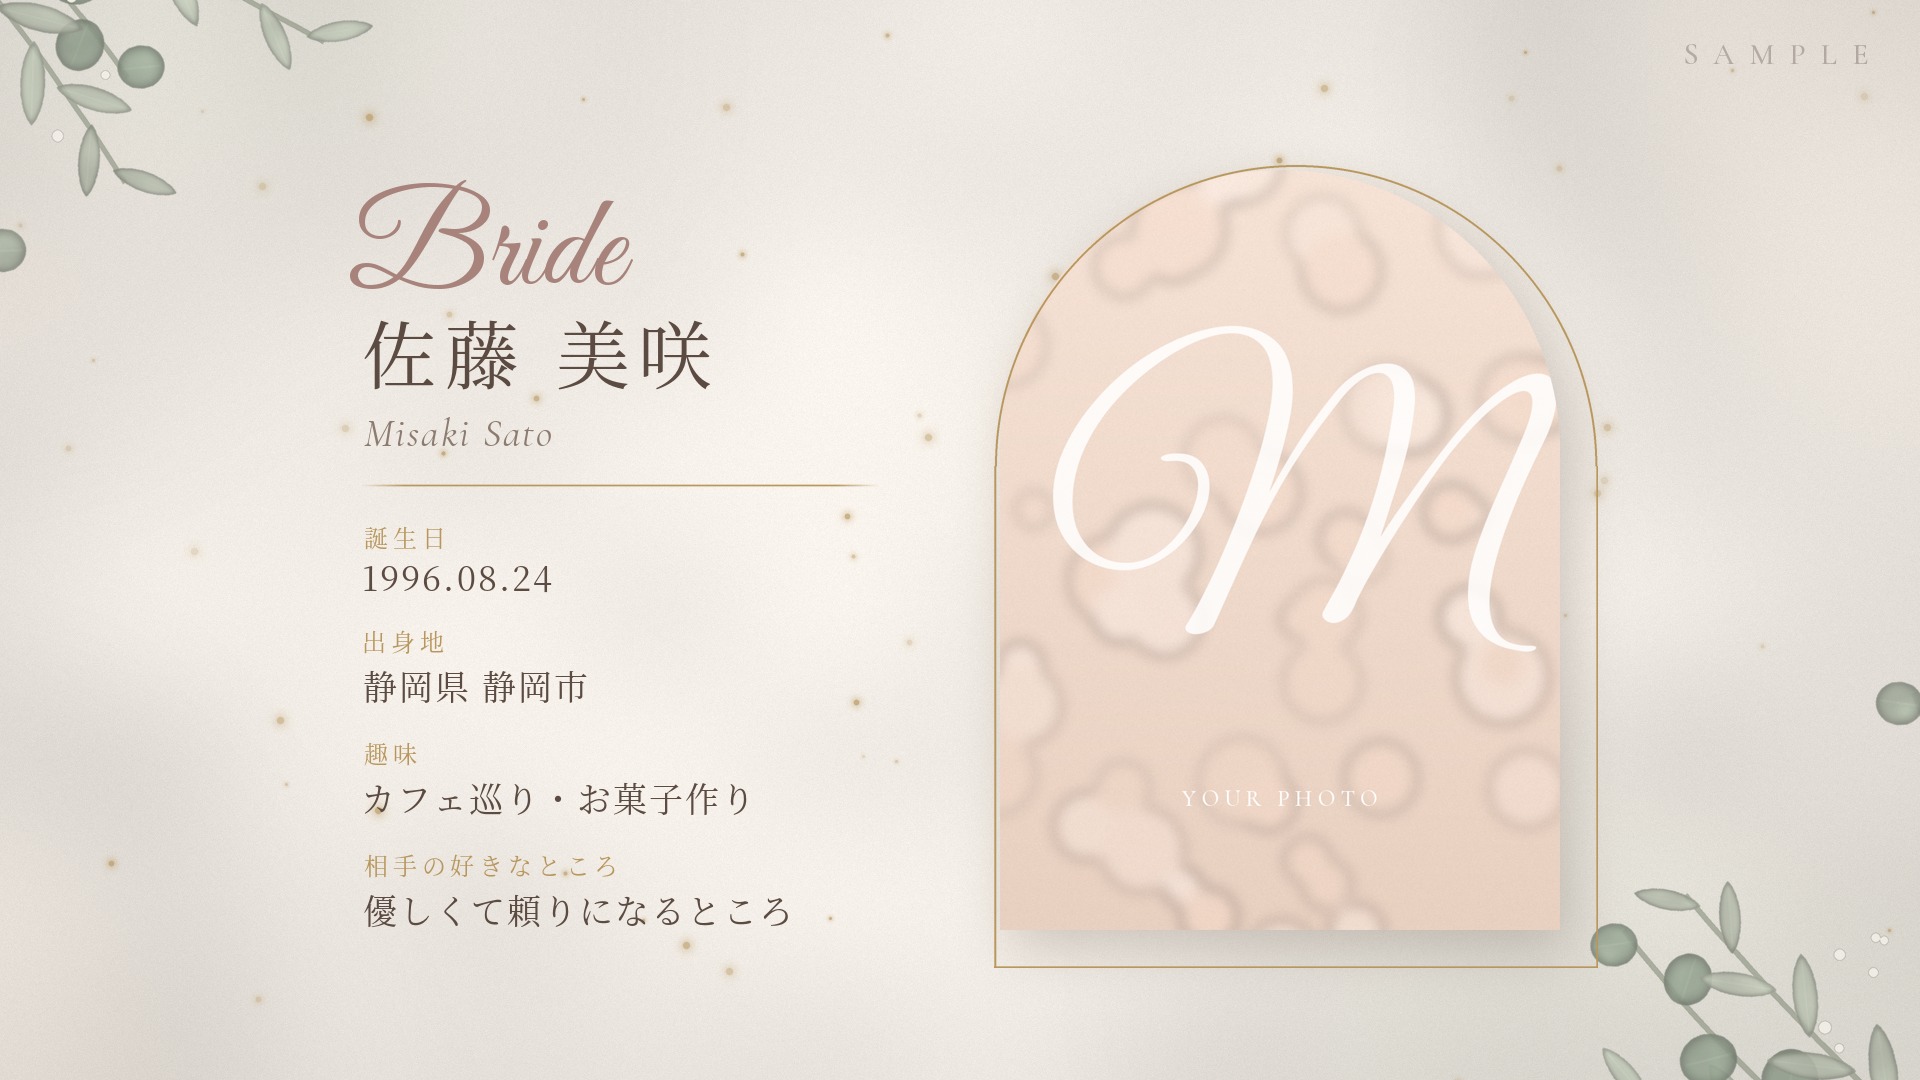 SAMPLE
Bride
佐藤 美咲
Misaki Sato
誕生日
1996.08.24
出身地
静岡県 静岡市
趣味
カフェ巡り・お菓子作り
相手の好きなところ
優しくて頼りになるところ
M
YOUR PHOTO